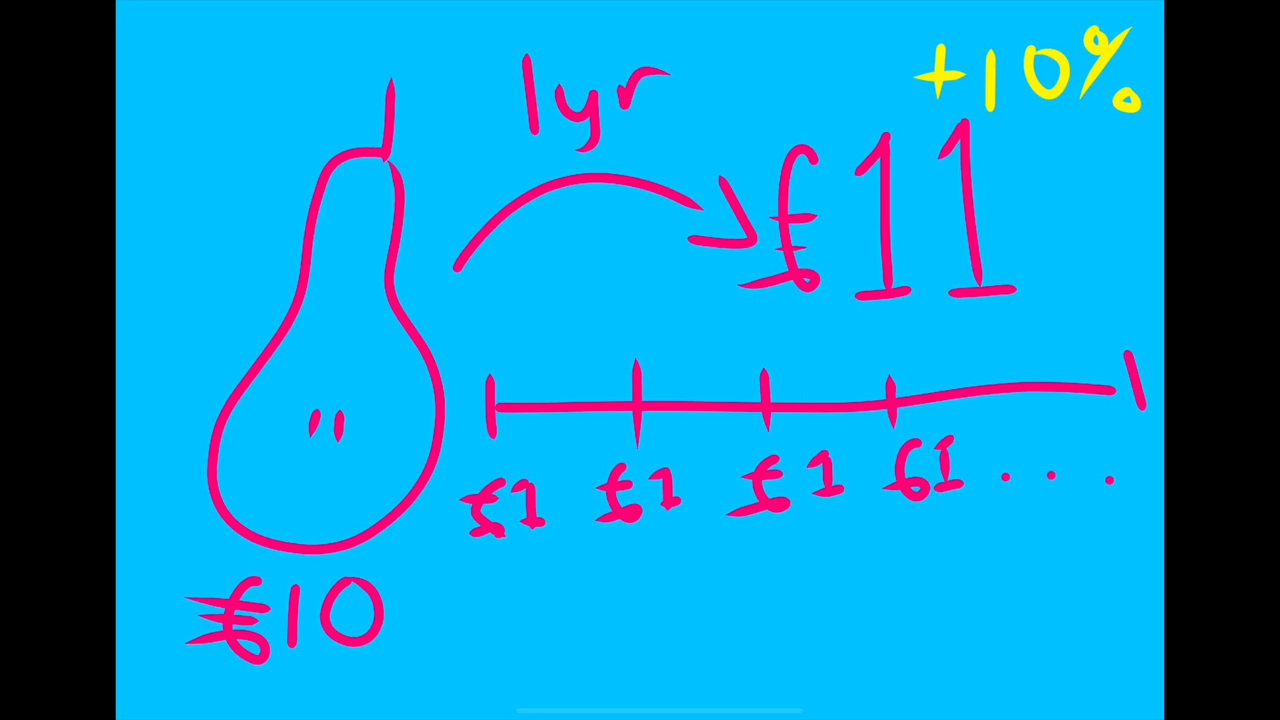 +10%
1yr
£11
£1 £1 £1 £1 . . .
"
£10